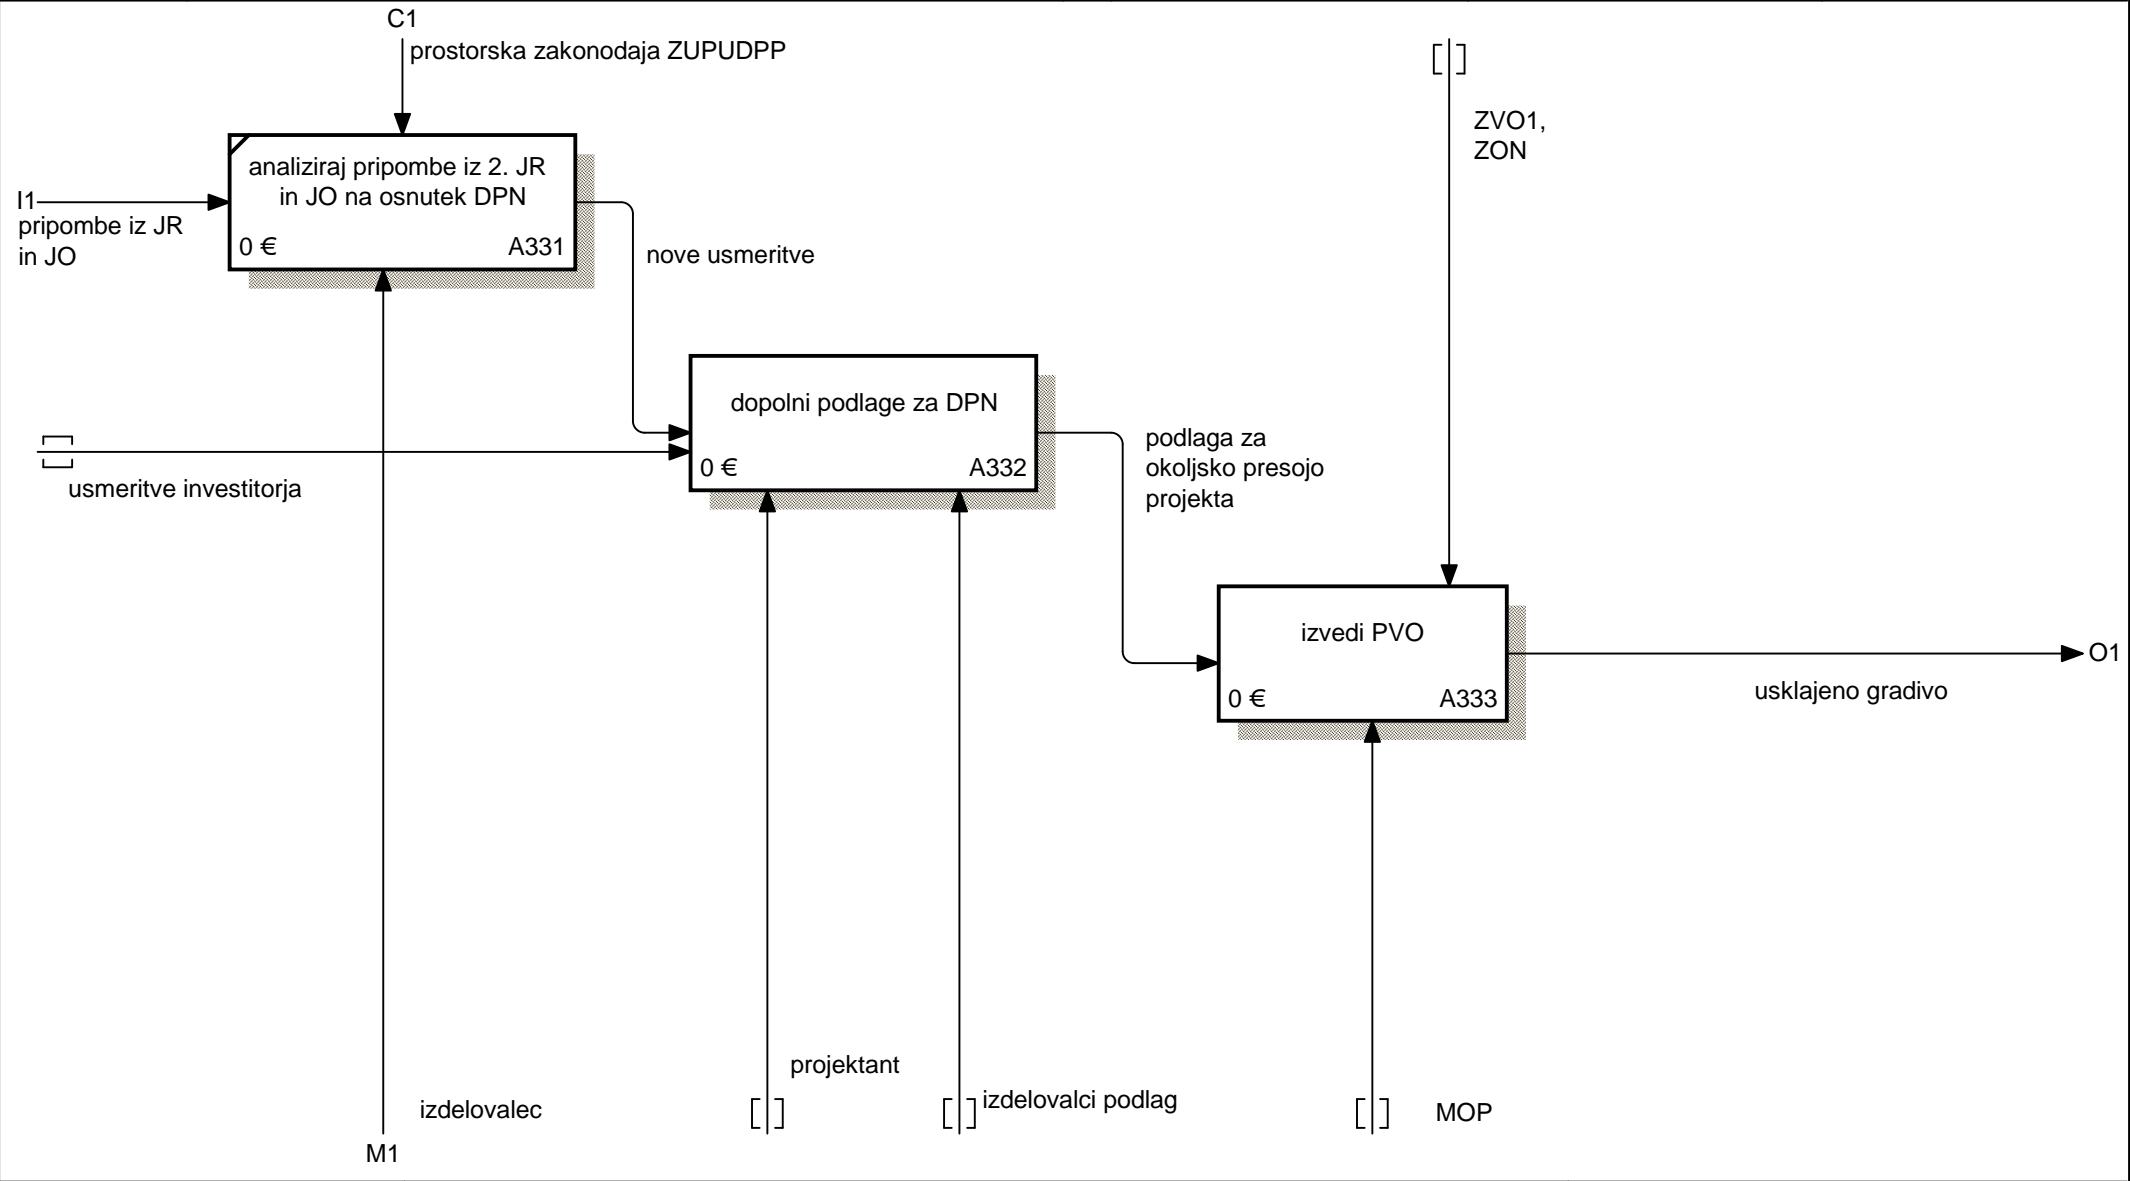 C1
prostorska zakonodaja ZUPUDPP
ZVO1,
ZON
analiziraj pripombe iz 2. JR
in JO na osnutek DPN
0 €
A331
I1
pripombe iz JR
in JO
nove usmeritve
dopolni podlage za DPN
0 €
A332
usmeritve investitorja
podlaga za
okoljsko presojo
projekta
izvedi PVO
0 €
A333
O1
usklajeno gradivo
projektant
izdelovalec
izdelovalci podlag
MOP
M1